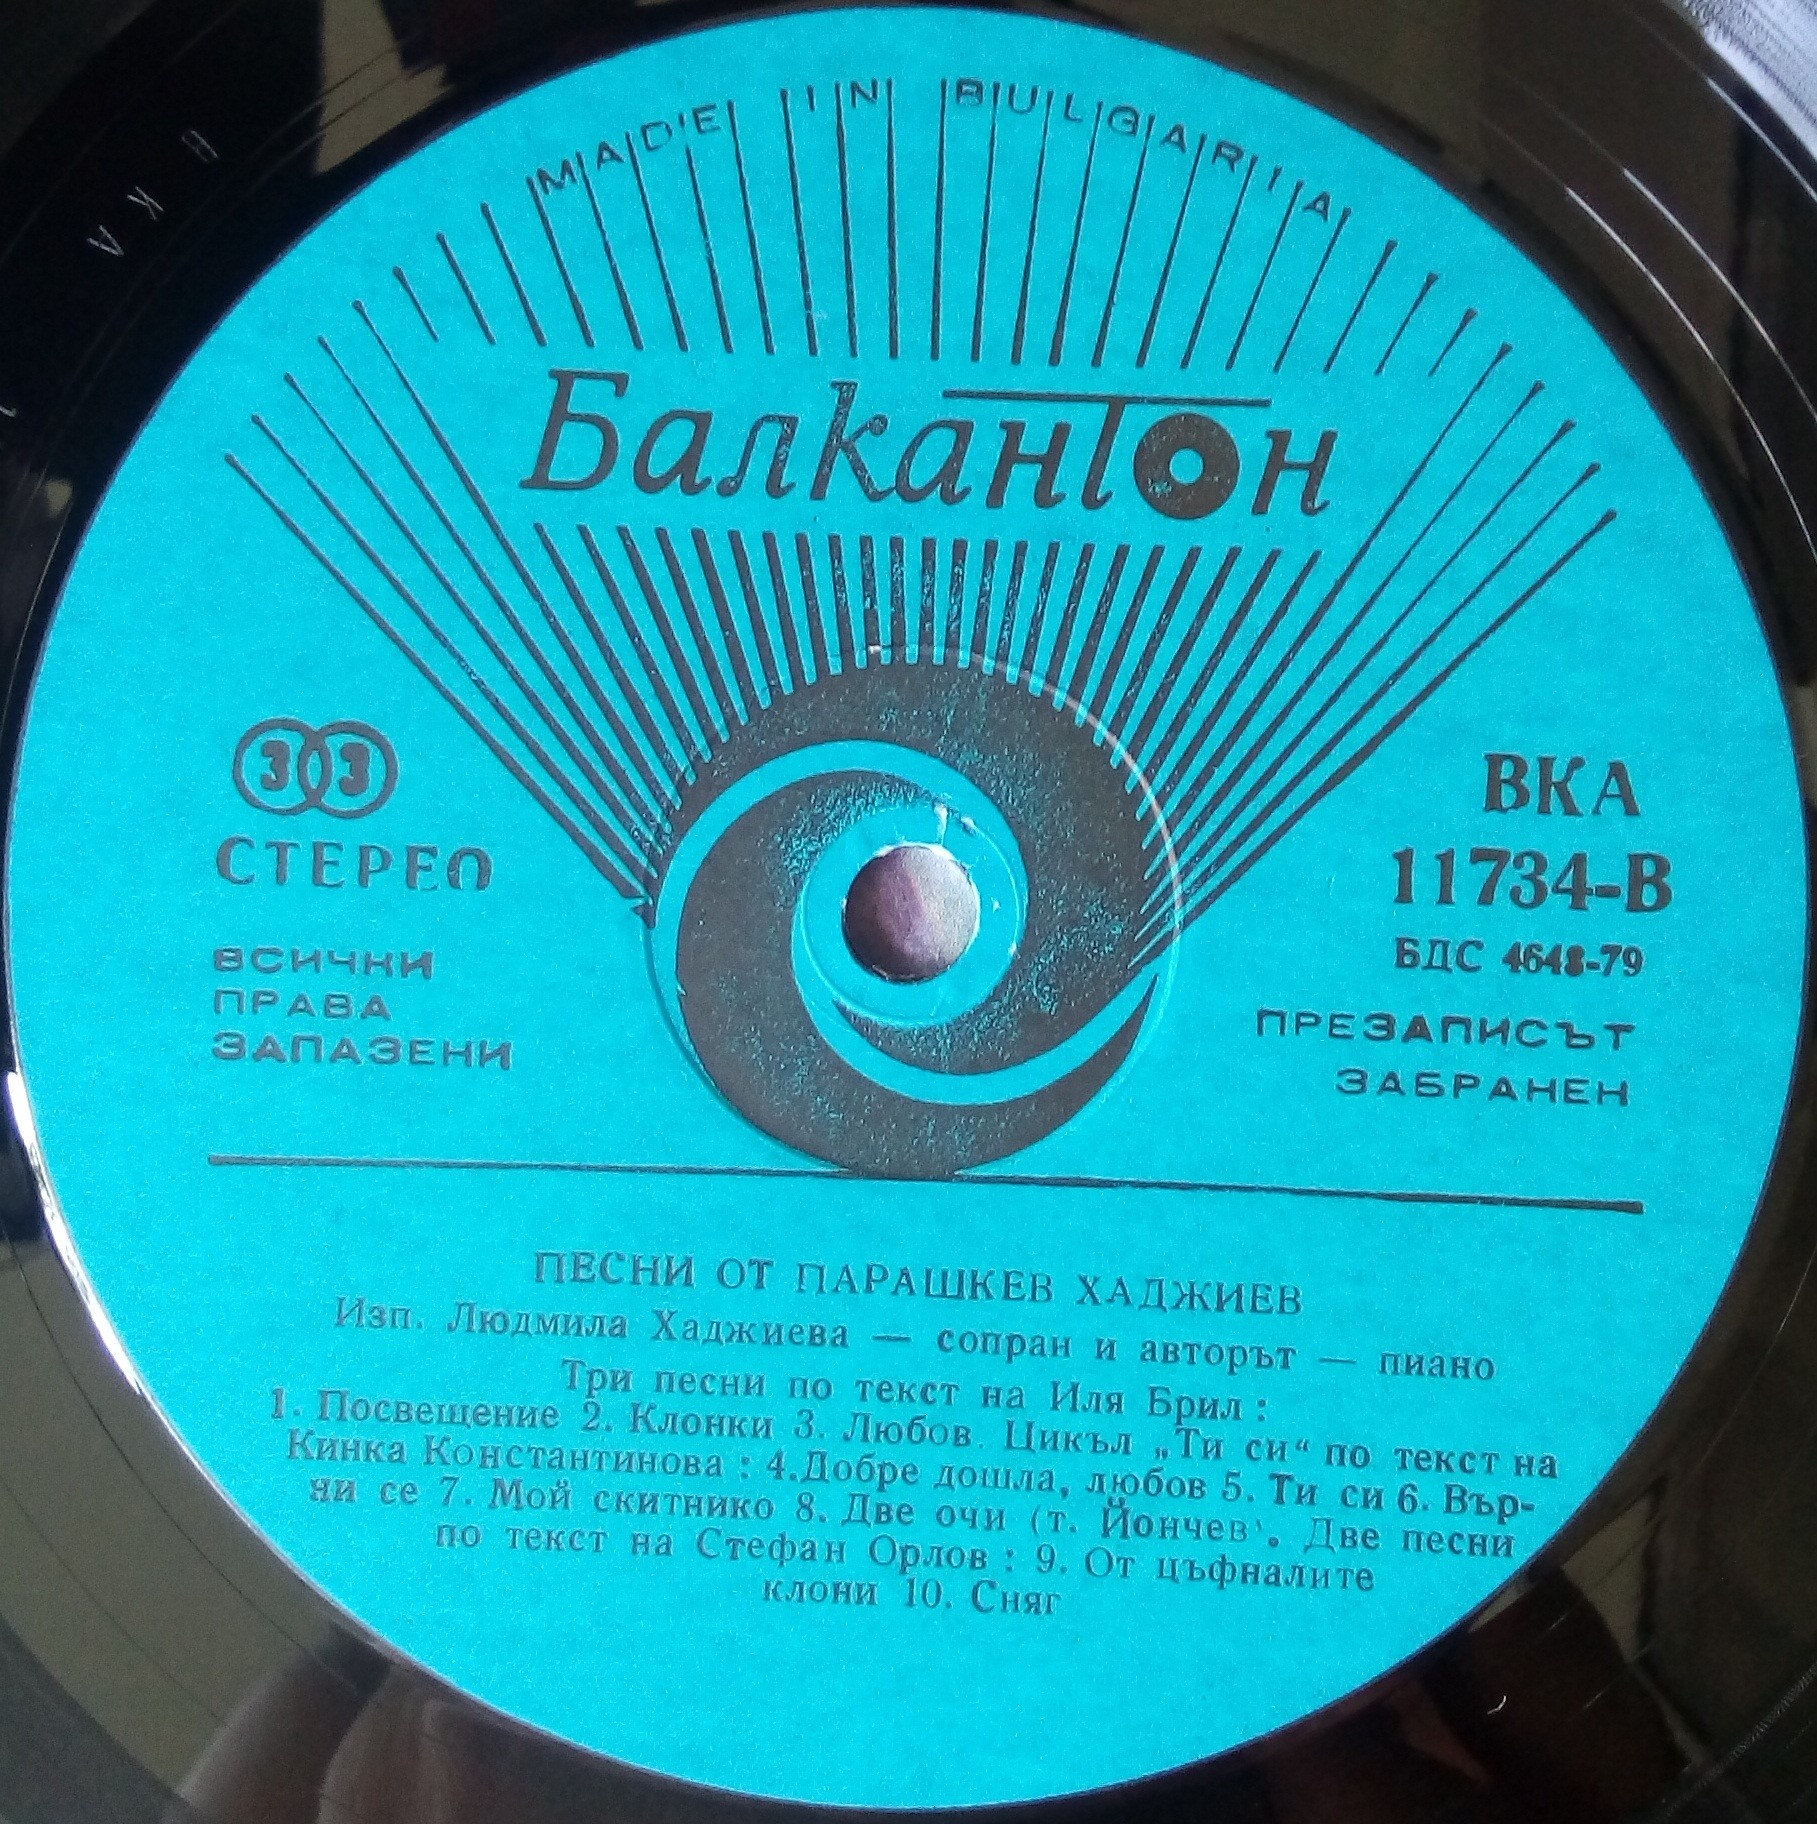 MADE IN BULGARIA
Балкантон
33
СТЕРЕО
ВСИЧКИ
ПРАВА
ЗАПАЗЕНИ
ВКА
11734-В
БДС 4648-79
ПРЕЗАПИСЪТ
ЗАБРАНЕН
ПЕСНИ ОТ ПАРАШКЕВ ХАДЖИЕВ
Изп. Людмила Хаджиева — сопран и авторът — пиано
Три песни по текст на Иля Брил :
1. Посвещение 2. Клонки 3. Любов. Цикъл „Ти си“ по текст на
Кинка Константинова : 4.Добре дошла, любов 5. Ти си 6. Вър-
ни се 7. Мой скитнико 8. Две очи (т. Йончев). Две песни
по текст на Стефан Орлов : 9. От цъфналите
клони 10. Сняг
ВКА